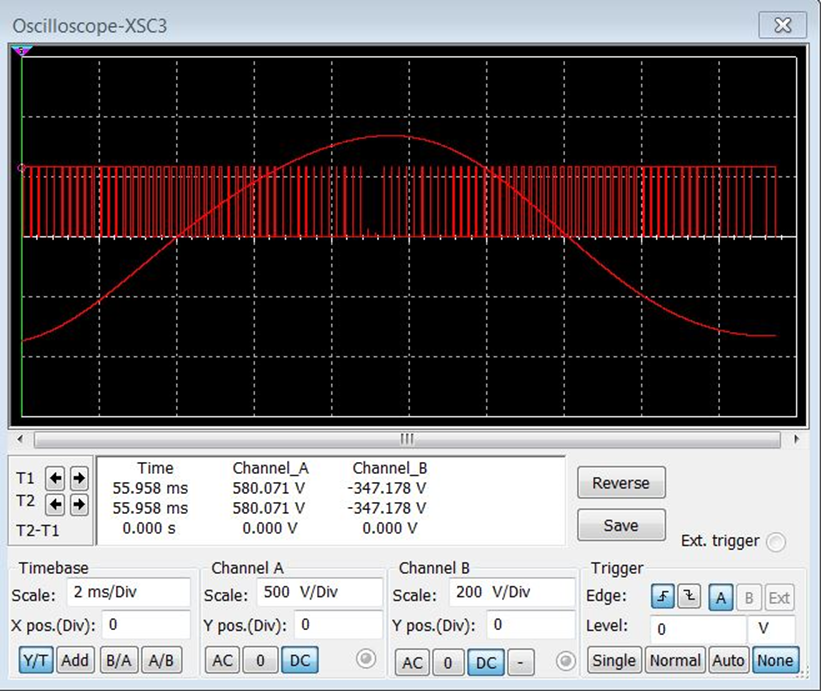 Oscilloscope-XSC3
Time Channel_A Channel_B
T1 55.958 ms 580.071 V -347.178 V
T2 55.958 ms 580.071 V -347.178 V
T2-T1 0.000 s 0.000 V 0.000 V
Reverse
Save
Ext. trigger
Timebase
Scale: 2 ms/Div
X pos.(Div): 0
Y/T Add B/A A/B
Channel A
Scale: 500 V/Div
Y pos.(Div): 0
AC 0 DC
Channel B
Scale: 200 V/Div
Y pos.(Div): 0
AC 0 DC -
Trigger
Edge: A B Ext
Level: 0 V
Single Normal Auto None